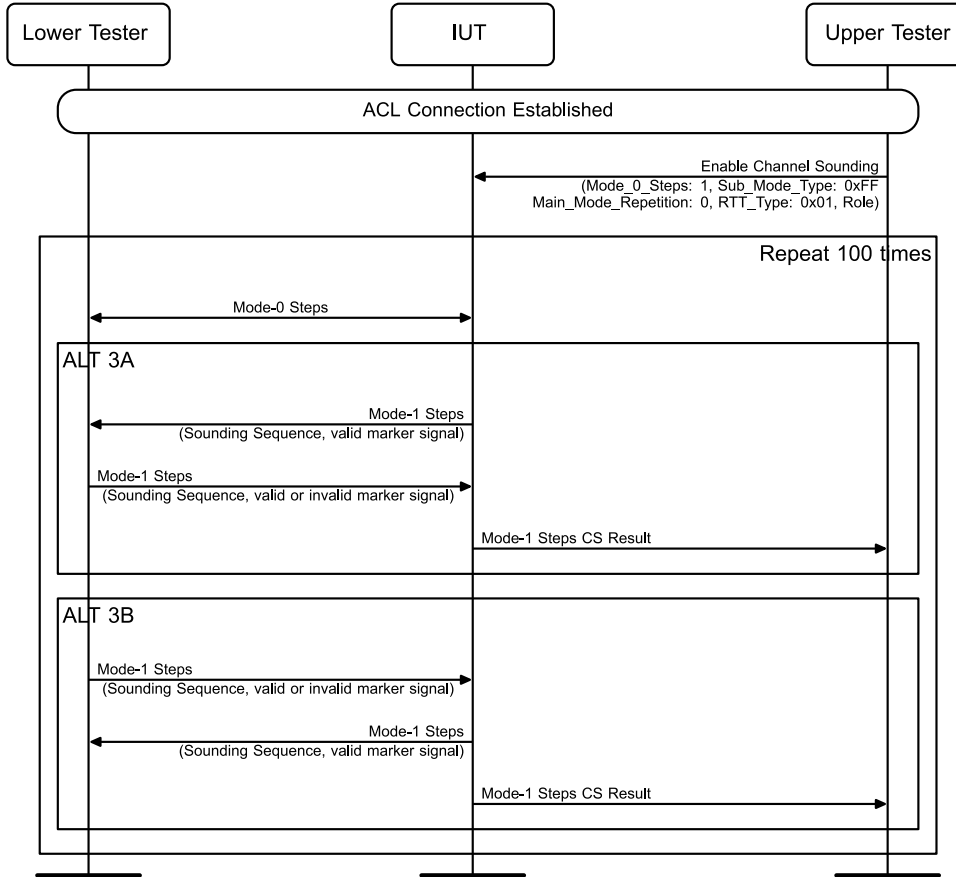 Lower Tester
IUT
Upper Tester
ACL Connection Established
Enable Channel Sounding
(Mode_0_Steps: 1, Sub_Mode_Type: 0xFF
Main_Mode_Repetition: 0, RTT_Type: 0x01, Role)
Repeat 100 times
Mode-0 Steps
ALT 3A
Mode-1 Steps
(Sounding Sequence, valid marker signal)
Mode-1 Steps
(Sounding Sequence, valid or invalid marker signal)
Mode-1 Steps CS Result
ALT 3B
Mode-1 Steps
(Sounding Sequence, valid or invalid marker signal)
Mode-1 Steps
(Sounding Sequence, valid marker signal)
Mode-1 Steps CS Result